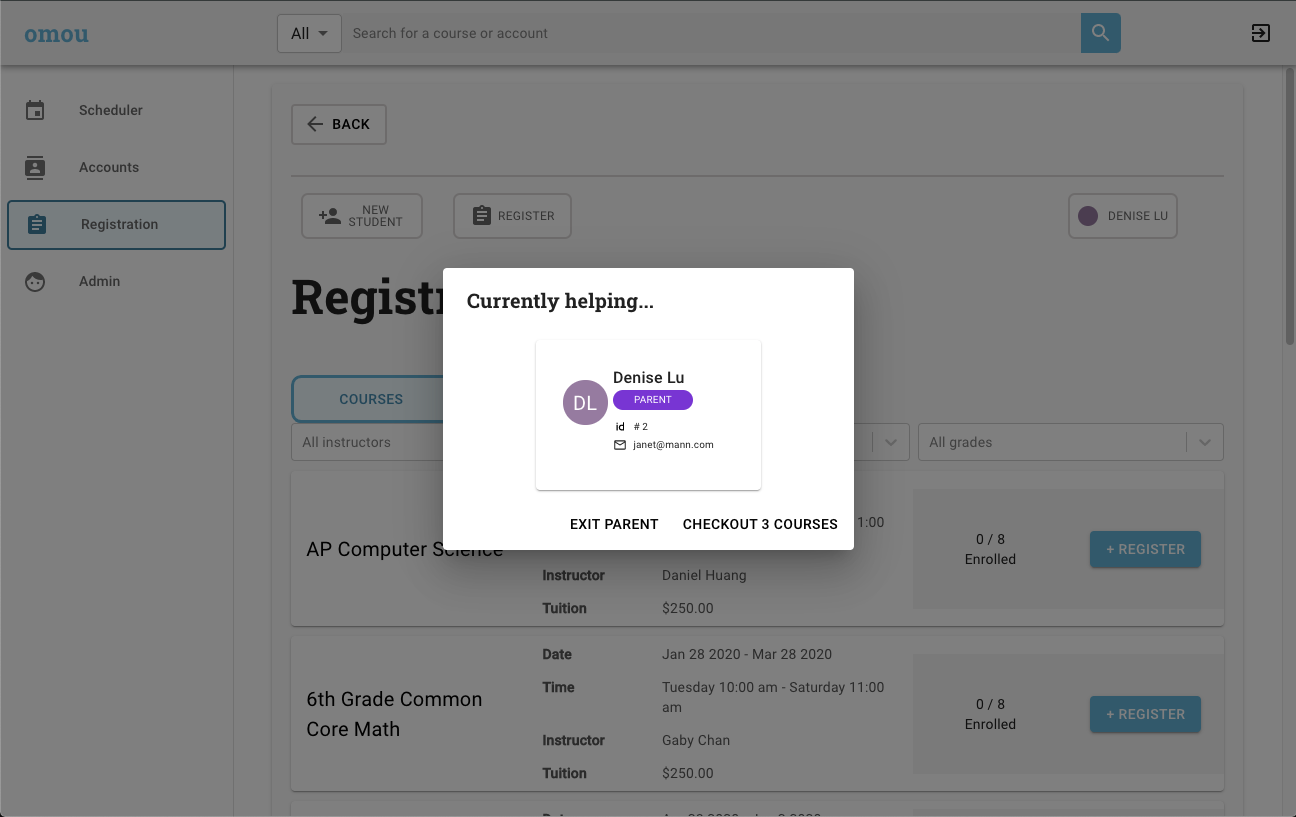 omou
All
Search for a course or account
Scheduler
Accounts
Registration
Admin
BACK
NEW
STUDENT
REGISTER
DENISE LU
Currently helping...
DL
Denise Lu
PARENT
id # 2
janet@mann.com
EXIT PARENT
CHECKOUT 3 COURSES
COURSES
All instructors
All grades
AP Computer Science
1:00
Instructor Daniel Huang
Tuition $250.00
0 / 8
Enrolled
+ REGISTER
6th Grade Common
Core Math
Date Jan 28 2020 - Mar 28 2020
Time Tuesday 10:00 am - Saturday 11:00
am
Instructor Gaby Chan
Tuition $250.00
0 / 8
Enrolled
+ REGISTER